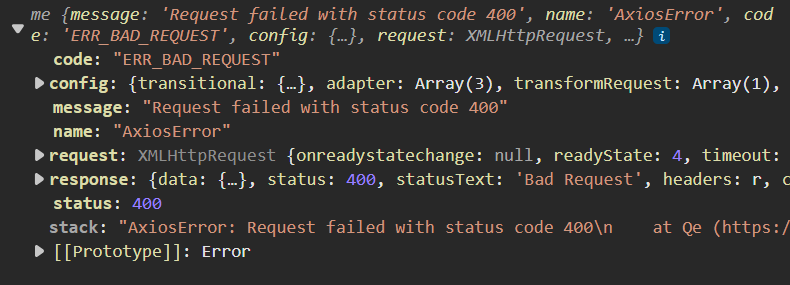 me {message: 'Request failed with status code 400', name: 'AxiosError', cod
e: 'ERR_BAD_REQUEST', config: {…}, request: XMLHttpRequest, …} i
code: "ERR_BAD_REQUEST"
config: {transitional: {…}, adapter: Array(3), transformRequest: Array(1),
message: "Request failed with status code 400"
name: "AxiosError"
request: XMLHttpRequest {onreadystatechange: null, readyState: 4, timeout:
response: {data: {…}, status: 400, statusText: 'Bad Request', headers: r, c
status: 400
stack: "AxiosError: Request failed with status code 400\n    at Qe (https:/
[[Prototype]]: Error